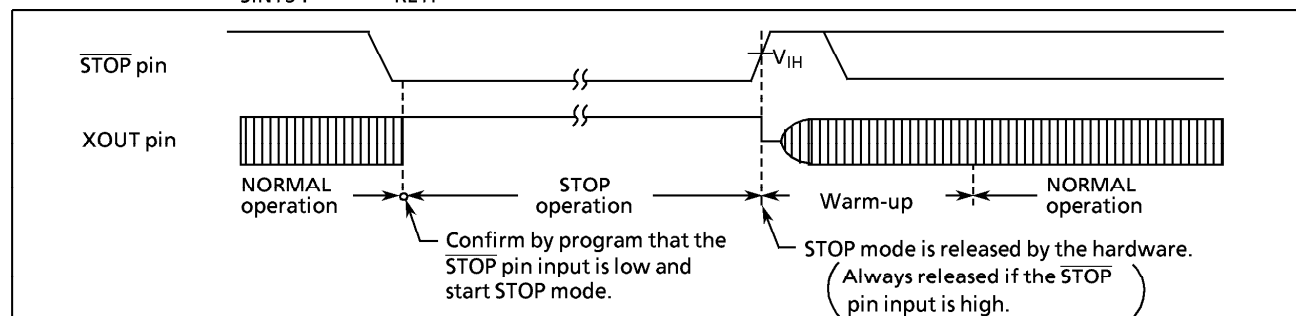 STOP pin
VIH
XOUT pin
NORMAL operation
STOP operation
Warm-up
NORMAL operation
Confirm by program that the
STOP pin input is low and
start STOP mode.
STOP mode is released by the hardware.
(Always released if the STOP
pin input is high.)